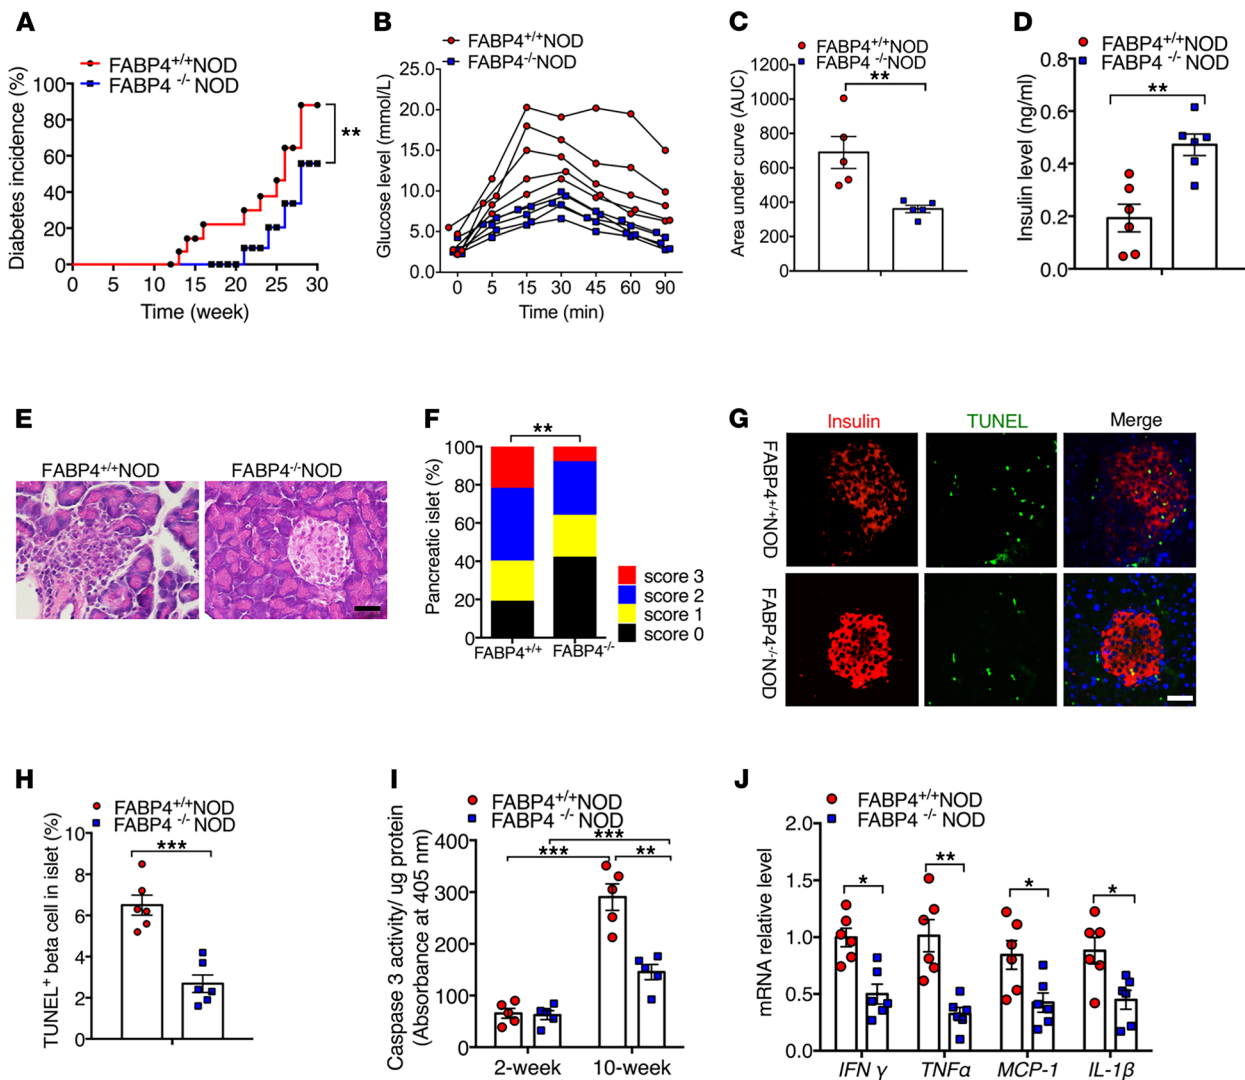 A
FABP4+/+NOD
FABP4 -/- NOD
Diabetes incidence (%)
100
80
60
40
20
0
**
0 5 10 15 20 25 30
Time (week)
B
FABP4+/+NOD
FABP4-/-NOD
Glucose level (mmol/L)
25.0
20.0
15.0
10.0
5.0
0.0
0 5 15 30 45 60 90
Time (min)
C
FABP4+/+NOD
FABP4 -/-NOD
Area under curve (AUC)
1200
1000
800
600
400
200
0
**
D
FABP4+/+NOD
FABP4 -/- NOD
Insulin level (ng/ml)
0.8
0.6
0.4
0.2
0.0
**
E
FABP4+/+NOD FABP4-/-NOD
F
**
Pancreatic islet (%)
100
80
60
40
20
0
FABP4+/+ FABP4-/-
score 3
score 2
score 1
score 0
G
Insulin TUNEL Merge
FABP4+/+NOD
FABP4-/-NOD
H
FABP4+/+NOD
FABP4 -/- NOD
TUNEL+ beta cell in islet (%)
10
8
6
4
2
0
***
I
FABP4+/+NOD
FABP4 -/- NOD
Caspase 3 activity/ ug protein
(Absorbance at 405 nm)
400
300
200
100
0
***
*** **
2-week 10-week
J
FABP4+/+NOD
FABP4 -/- NOD
mRNA relative level
2.0
1.5
1.0
0.5
0.0
* ** * *
IFN γ TNFα MCP-1 IL-1β